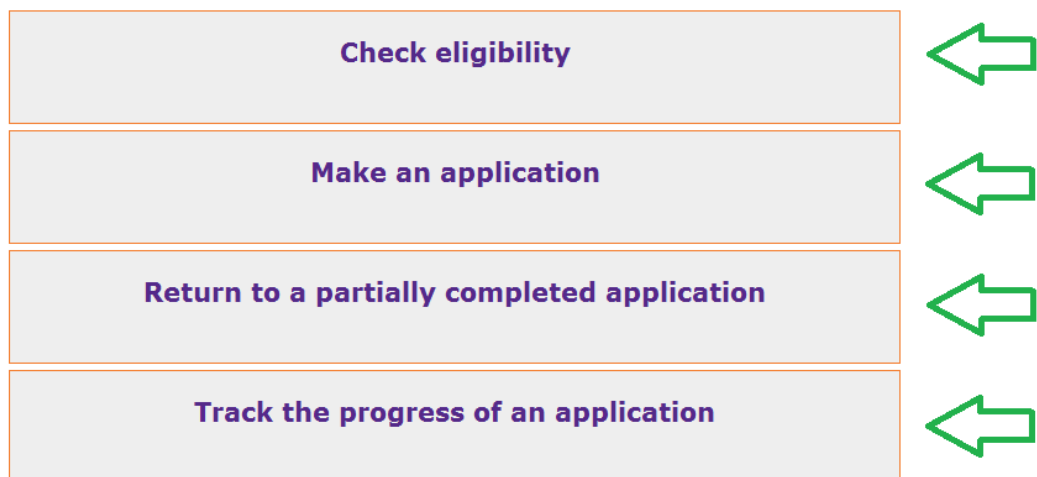 Check eligibility
Make an application
Return to a partially completed application
Track the progress of an application